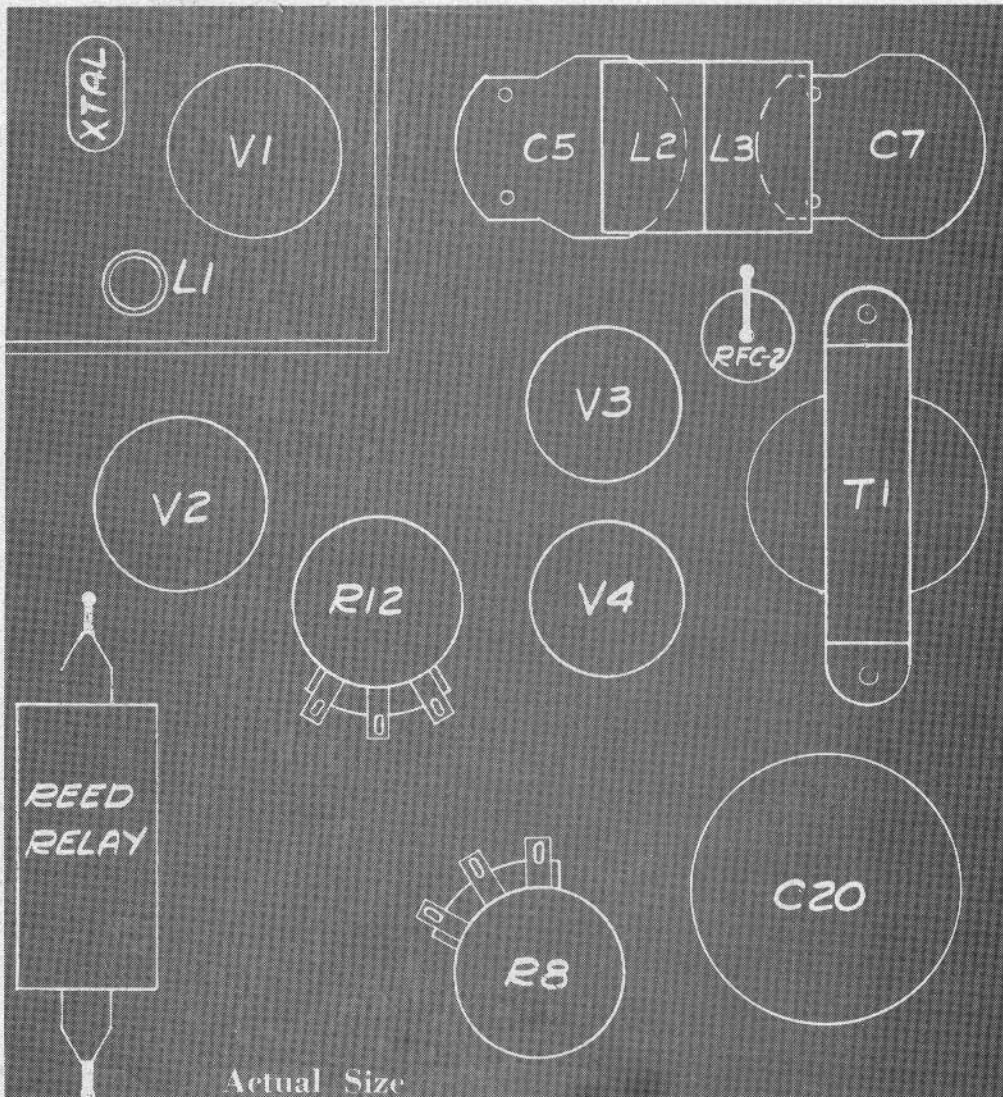 XTAL
V1
C5
L2
L3
C7
L1
RFC-2
V3
V2
T1
R12
V4
REED
RELAY
C20
R8
Actual Size